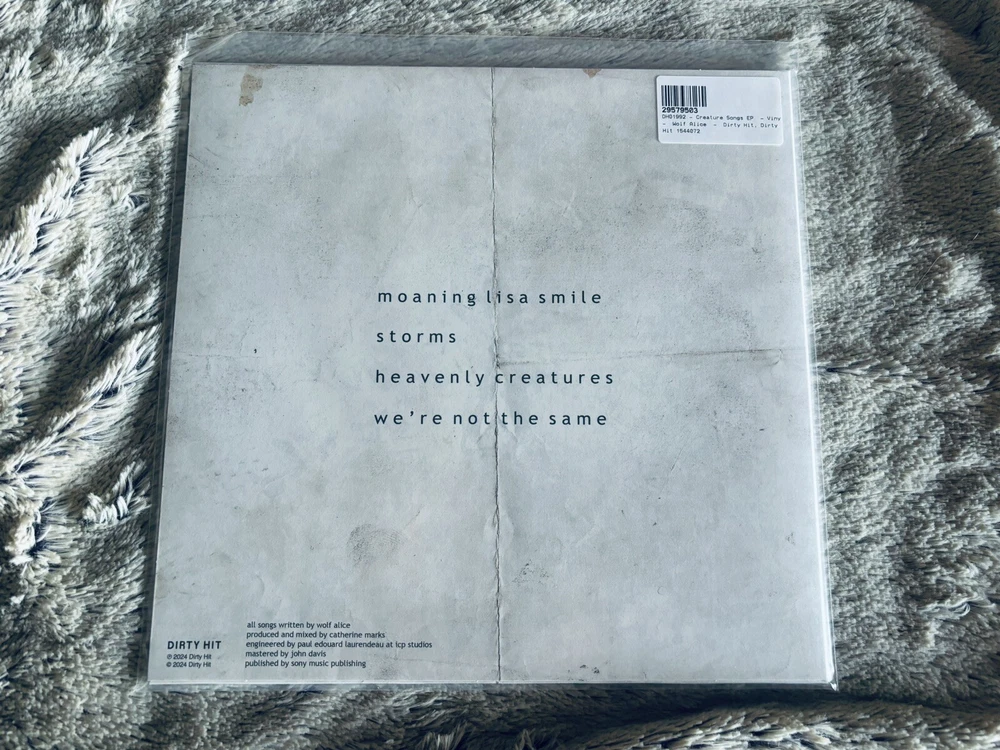 29579503
DHD1992 - Creature Songs EP - Viny
- Wolf Alice - Dirty Hit, Dirty
Hit 1544072
moaning lisa smile
storms
heavenly creatures
we’re not the same
all songs written by wolf alice
produced and mixed by catherine marks
engineered by paul edouard laurendeau at icp studios
mastered by john davis
published by sony music publishing
DIRTY HIT
℗ 2024 Dirty Hit
© 2024 Dirty Hit